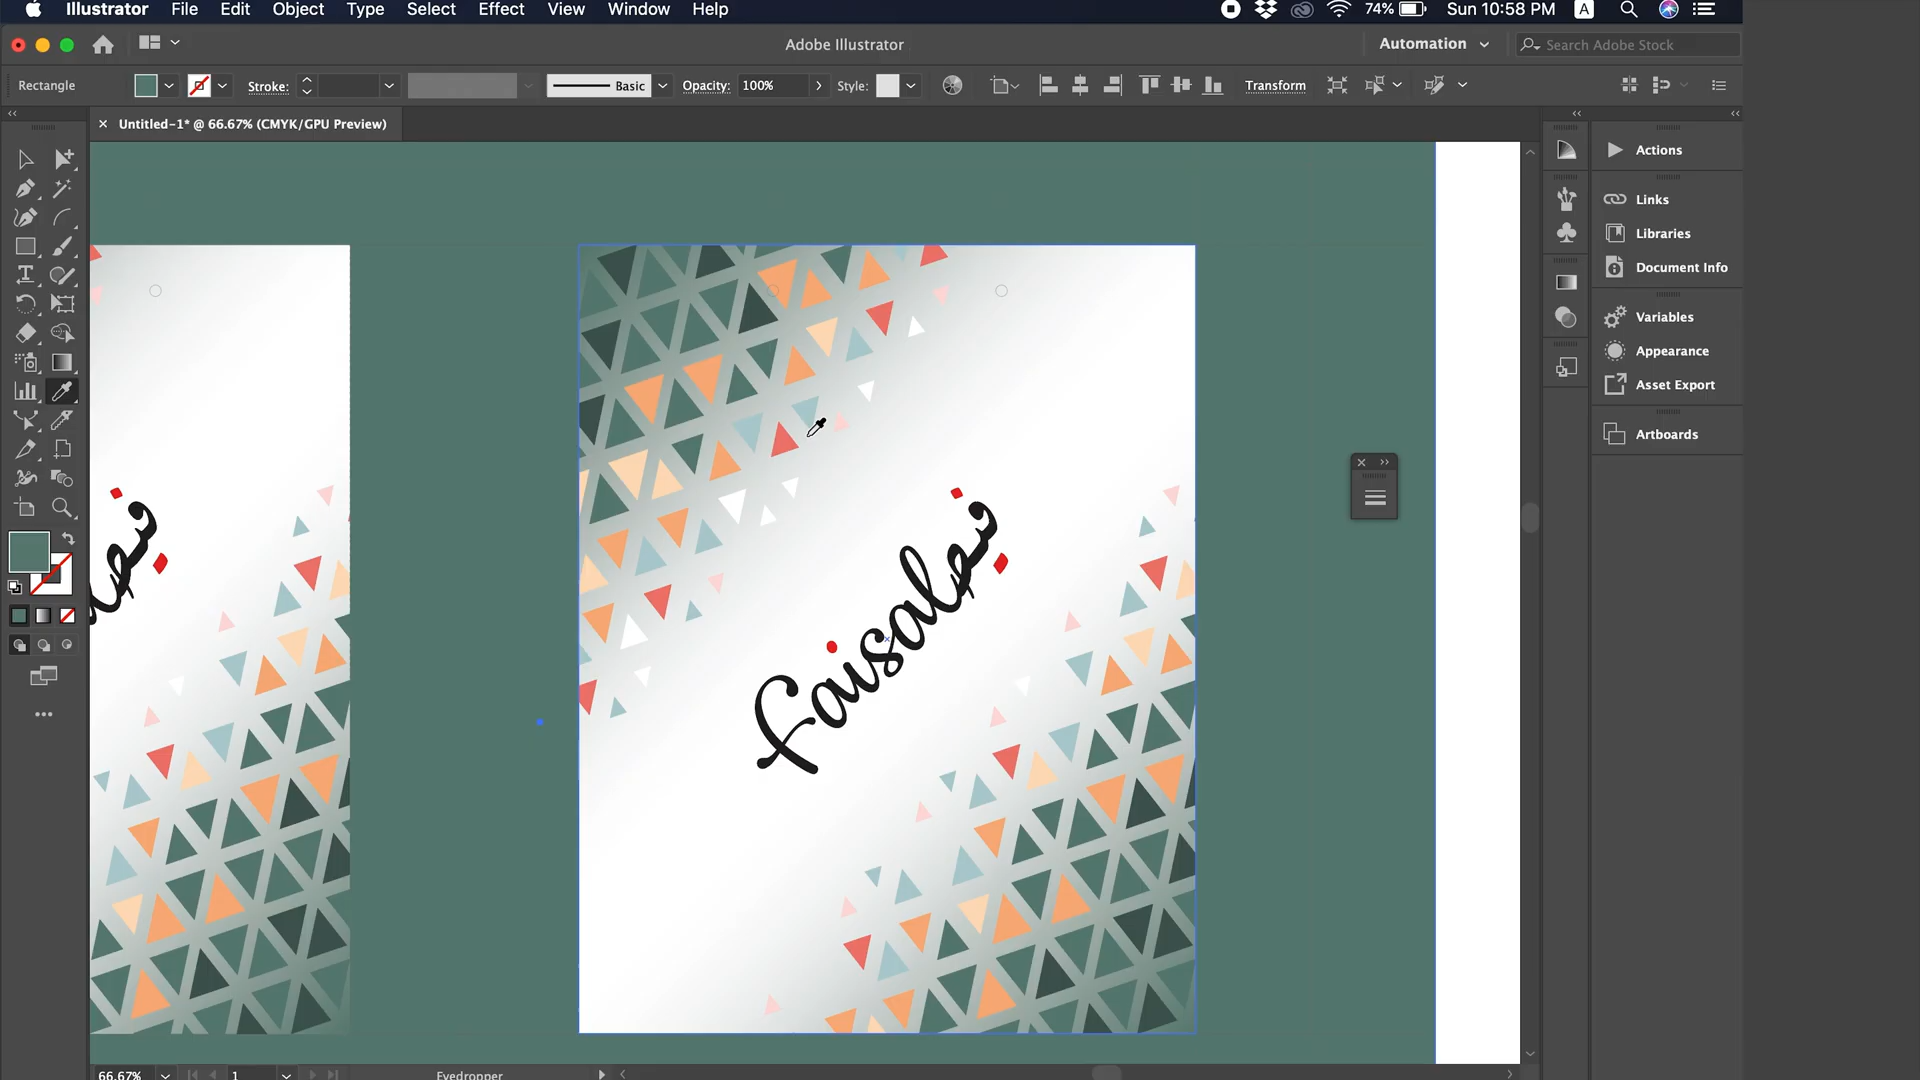 Illustrator File Edit Object Type Select Effect View Window Help 74% Sun 10:58 PM A
Adobe Illustrator Automation Search Adobe Stock
Rectangle Stroke: Basic Opacity: 100% Style: Transform
Untitled-1* @ 66.67% (CMYK/GPU Preview)
Actions
Links
Libraries
Document Info
Variables
Appearance
Asset Export
Artboards
66.67% 1 Eyedropper